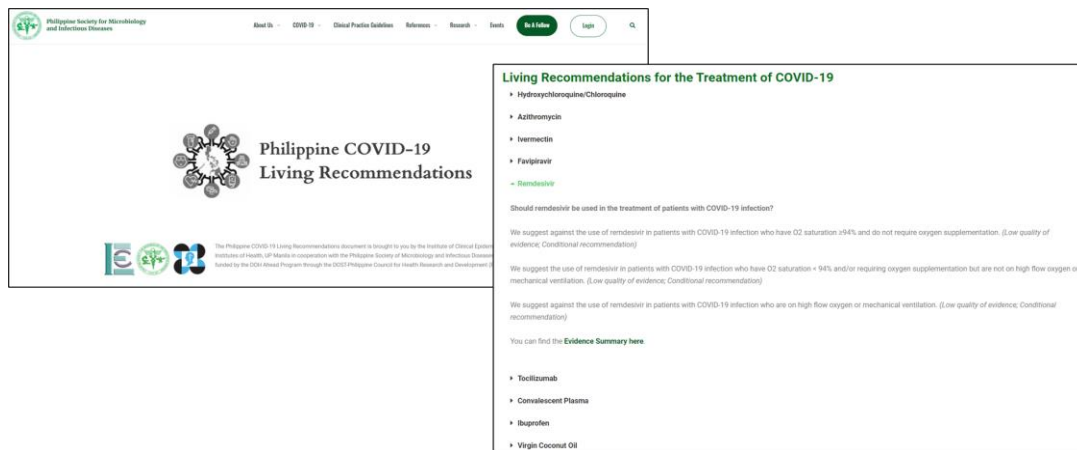 Philippine Society for Microbiology
and Infectious Diseases
About Us
COVID-19
Clinical Practice Guidelines
References
Research
Events
Be A Fellow
Login
Philippine COVID-19
Living Recommendations
The Philippine COVID-19 Living Recommendations document is brought to you by the Institute of Clinical Epidem
Institutes of Health, UP Manila in cooperation with the Philippine Society of Microbiology and Infectious Diseases
funded by the DOH Ahead Program through the DOST-Philippine Council for Health Research and Development
Living Recommendations for the Treatment of COVID-19
Hydroxychloroquine/Chloroquine
Azithromycin
Ivermectin
Favipiravir
Remdesivir
Should remdesivir be used in the treatment of patients with COVID-19 infection?
We suggest against the use of remdesivir in patients with COVID-19 infection who have O2 saturation ≥94% and do not require oxygen supplementation. (Low quality of
evidence; Conditional recommendation)
We suggest the use of remdesivir in patients with COVID-19 infection who have O2 saturation < 94% and/or requiring oxygen supplementation but are not on high flow oxygen or
mechanical ventilation. (Low quality of evidence; Conditional recommendation)
We suggest against the use of remdesivir in patients with COVID-19 infection who are on high flow oxygen or mechanical ventilation. (Low quality of evidence; Conditional
recommendation)
You can find the Evidence Summary here.
Tocilizumab
Convalescent Plasma
Ibuprofen
Virgin Coconut Oil